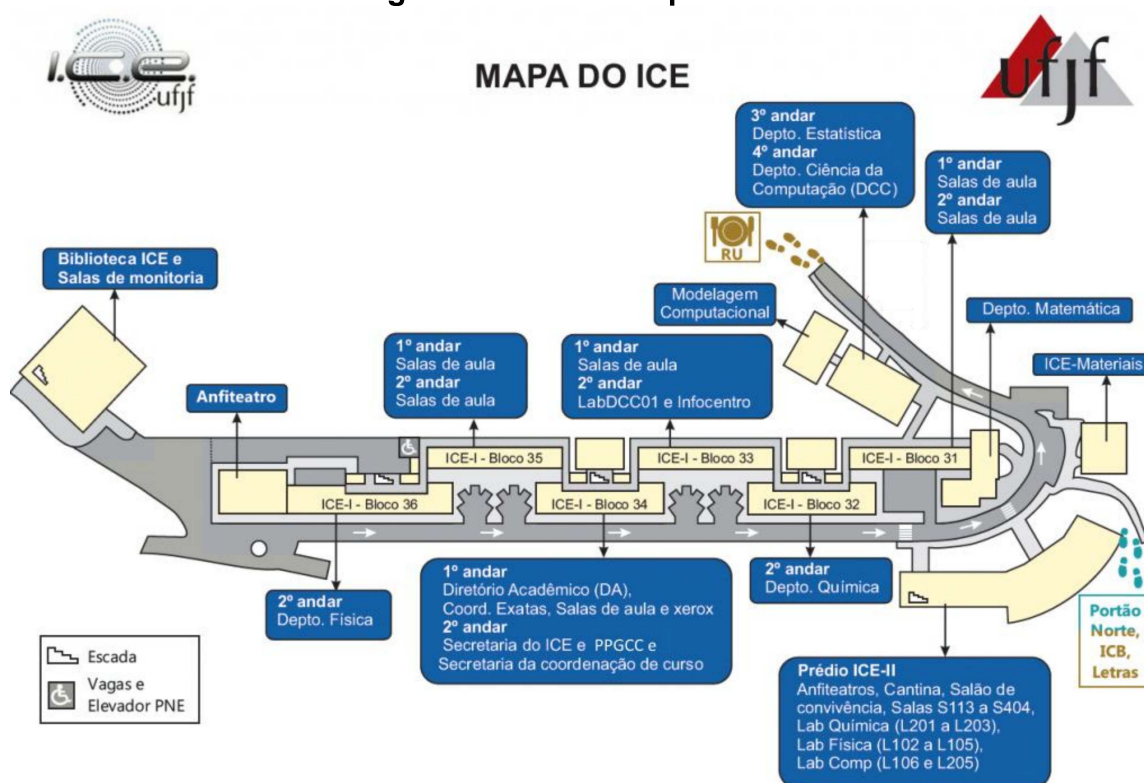 I.C.E.
ufjf
MAPA DO ICE
ufjf
3º andar
Depto. Estatística
4º andar
Depto. Ciência da
Computação (DCC)
1º andar
Salas de aula
2º andar
Salas de aula
RU
Biblioteca ICE e
Salas de monitoria
Modelagem
Computacional
Depto. Matemática
1º andar
Salas de aula
2º andar
Salas de aula
1º andar
Salas de aula
2º andar
LabDCC01 e Infocentro
ICE-Materiais
Anfiteatro
ICE-I - Bloco 35
ICE-I - Bloco 33
ICE-I - Bloco 31
ICE-I - Bloco 36
ICE-I - Bloco 34
ICE-I - Bloco 32
2º andar
Depto. Física
1º andar
Diretório Acadêmico (DA),
Coord. Exatas, Salas de aula e xerox
2º andar
Secretaria do ICE e PPGCC e
Secretaria da coordenação de curso
2º andar
Depto. Química
Portão
Norte,
ICB,
Letras
Escada
Vagas e
Elevador PNE
Prédio ICE-II
Anfiteatros, Cantina, Salão de
convivência, Salas S113 a S404,
Lab Química (L201 a L203),
Lab Física (L102 a L105),
Lab Comp (L106 e L205)